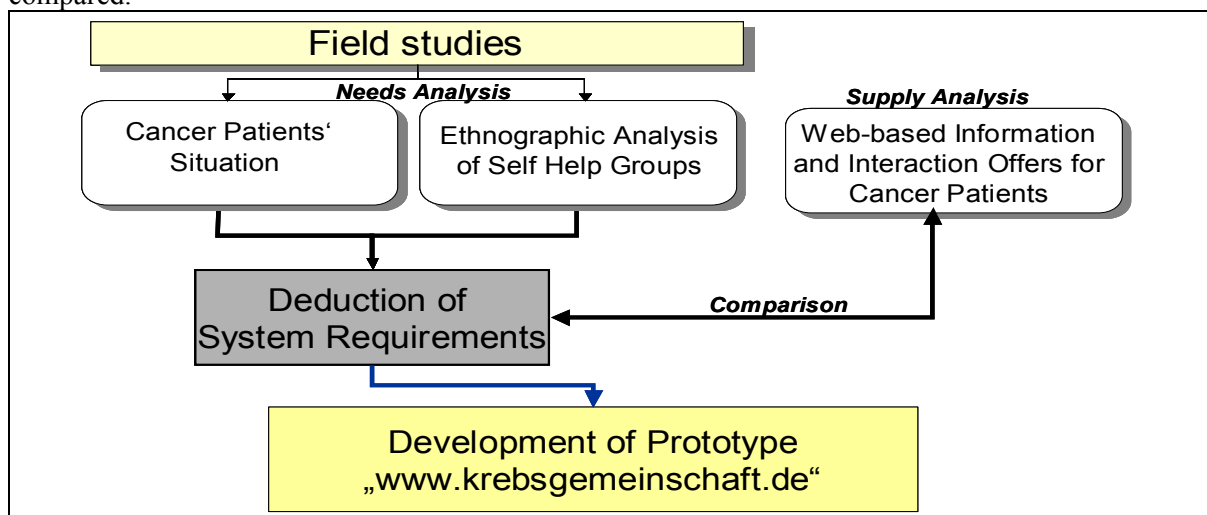 compared.
Field studies
Needs Analysis
Supply Analysis
Cancer Patients‘
Situation
Ethnographic Analysis
of Self Help Groups
Web-based Information
and Interaction Offers for
Cancer Patients
Deduction of
System Requirements
Comparison
Development of Prototype
„www.krebsgemeinschaft.de“